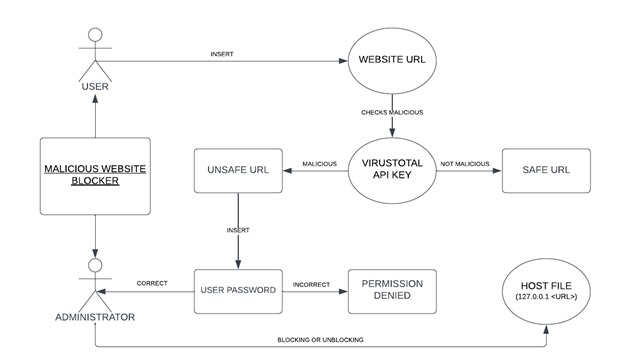 INSERT
WEBSITE URL
USER
CHECKS MALICIOUS
MALICIOUS WEBSITE
BLOCKER
UNSAFE URL
MALICIOUS
VIRUSTOTAL
API KEY
NOT MALICIOUS
SAFE URL
INSERT
CORRECT
USER PASSWORD
INCORRECT
PERMISSION
DENIED
HOST FILE
(127.0.0.1 <URL>)
ADMINISTRATOR
BLOCKING OR UNBLOCKING